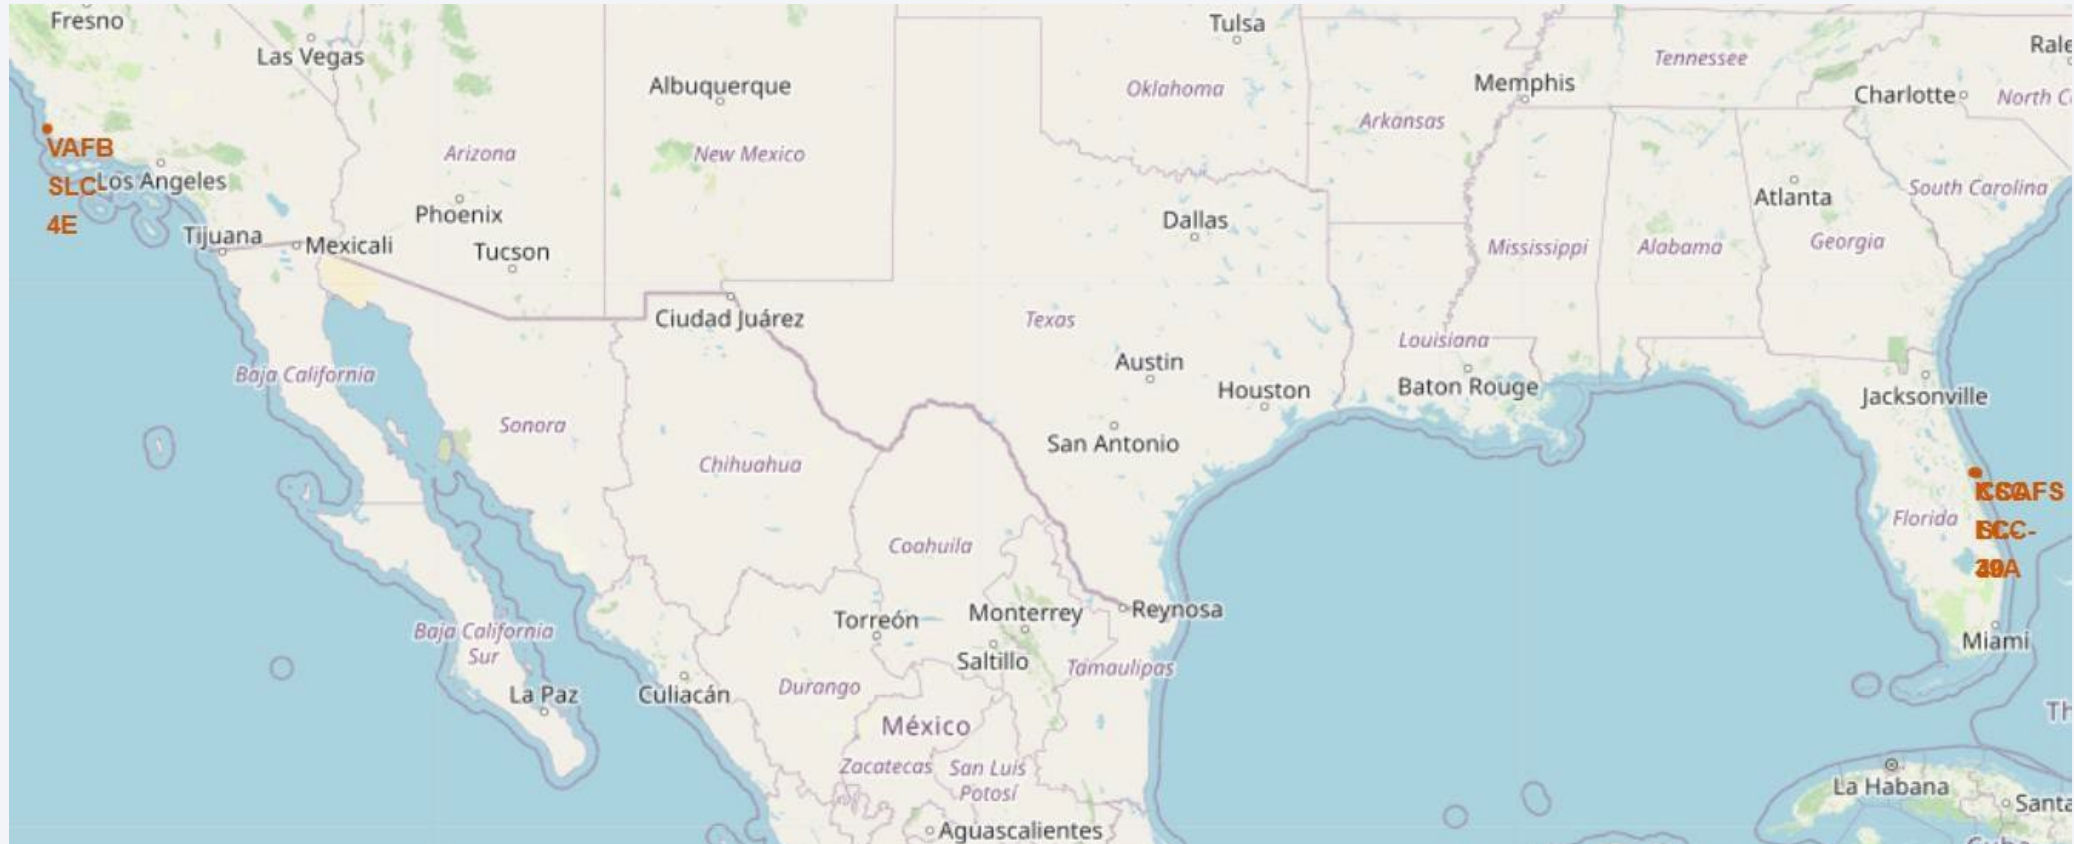 Fresno
Tulsa
Rale
Las Vegas
Tennessee
Albuquerque
Oklahoma
Memphis
Charlotte
North C
Arkansas
VAFB
SLC-
4E
Los Angeles
Arizona
New Mexico
Atlanta
South Carolina
Phoenix
Dallas
Tijuana
Mexicali
Tucson
Mississippi
Alabama
Georgia
Ciudad Juárez
Texas
Louisiana
Austin
Baja California
Houston
Baton Rouge
Jacksonville
Sonora
San Antonio
Chihuahua
Florida
Coahuila
Torreón
Monterrey
Reynosa
Baja California
Sur
Miami
Saltillo
Tamaulipas
La Paz
Culiacán
Durango
Th
México
Zacatecas
San Luis
Potosí
La Habana
Santa
Aguascalientes